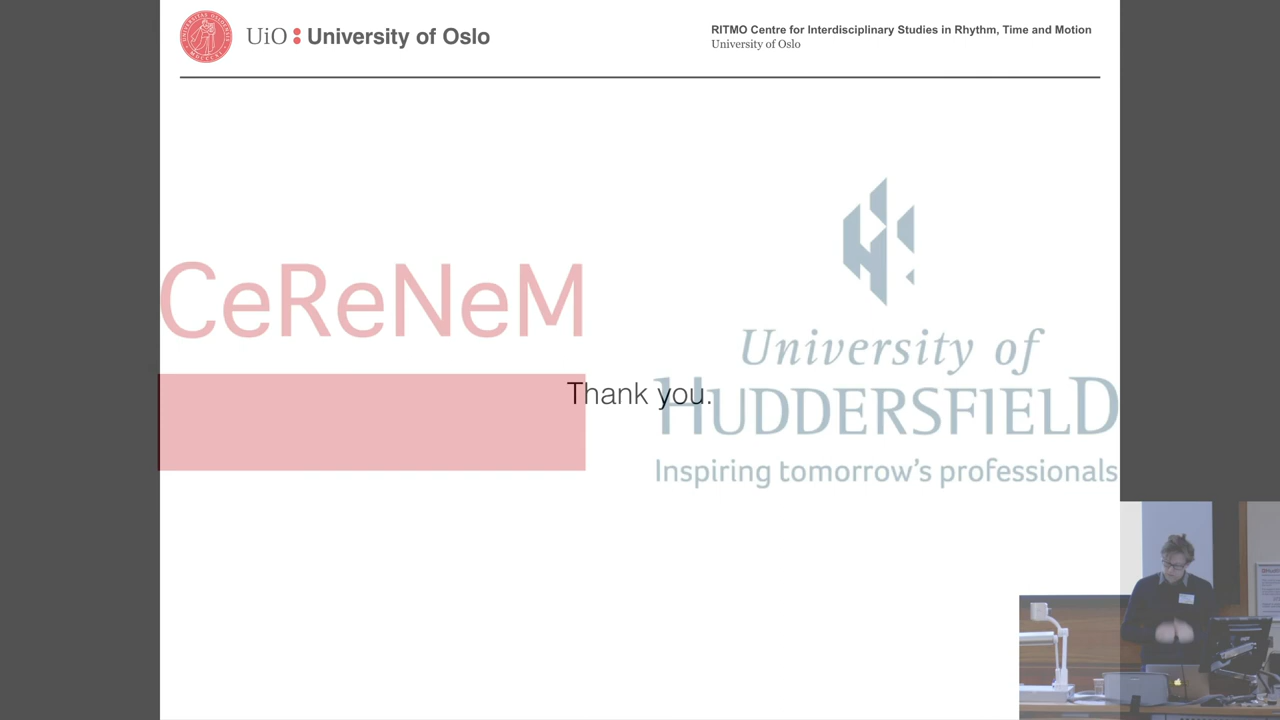 UiO : University of Oslo
RITMO Centre for Interdisciplinary Studies in Rhythm, Time and Motion
University of Oslo
CeReNeM
University of
HUDDERSFIELD
Thank you.
Inspiring tomorrow's professionals